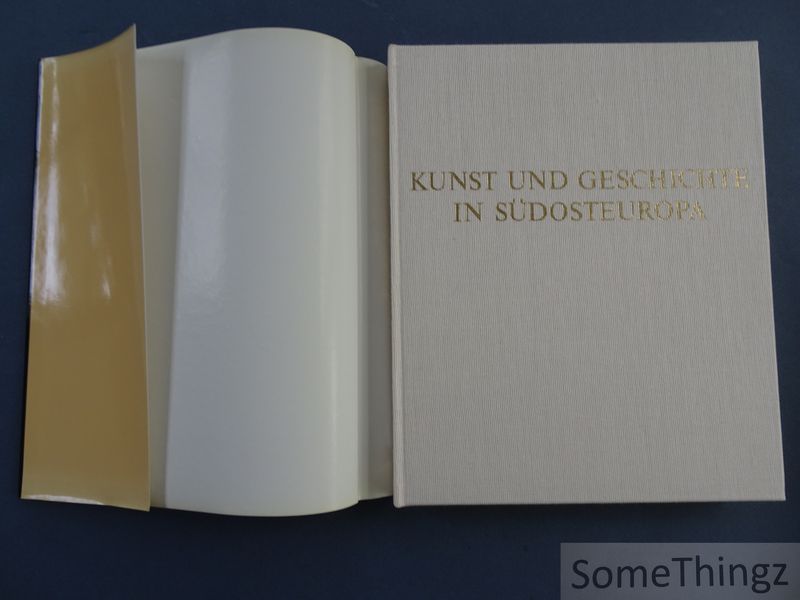 KUNST UND GESCHICHTE
IN SÜDOSTEUROPA
SomeThingz